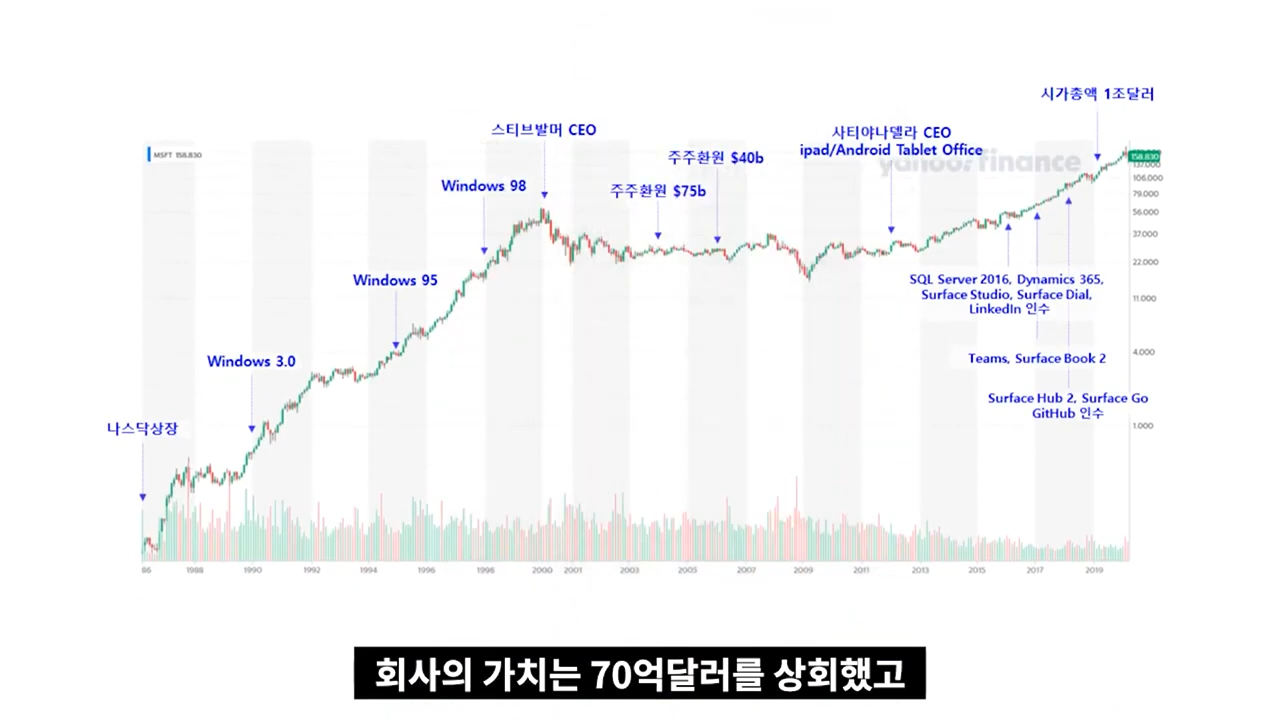 시가총액 1조달러
스티브발머 CEO
사티야나델라 CEO
ipad/Android Tablet Office
주주환원 $40b
MSFT 158.830
yahoo! finance
158.830
137.000
106.000
Windows 98
주주환원 $75b
79.000
56.000
37.000
22.000
Windows 95
SQL Server 2016, Dynamics 365,
Surface Studio, Surface Dial,
LinkedIn 인수
11.000
Windows 3.0
Teams, Surface Book 2
4.000
Surface Hub 2, Surface Go
GitHub 인수
나스닥상장
1.000
86 1988 1990 1992 1994 1996 1998 2000 2001 2003 2005 2007 2009 2011 2013 2015 2017 2019
회사의 가치는 70억달러를 상회했고